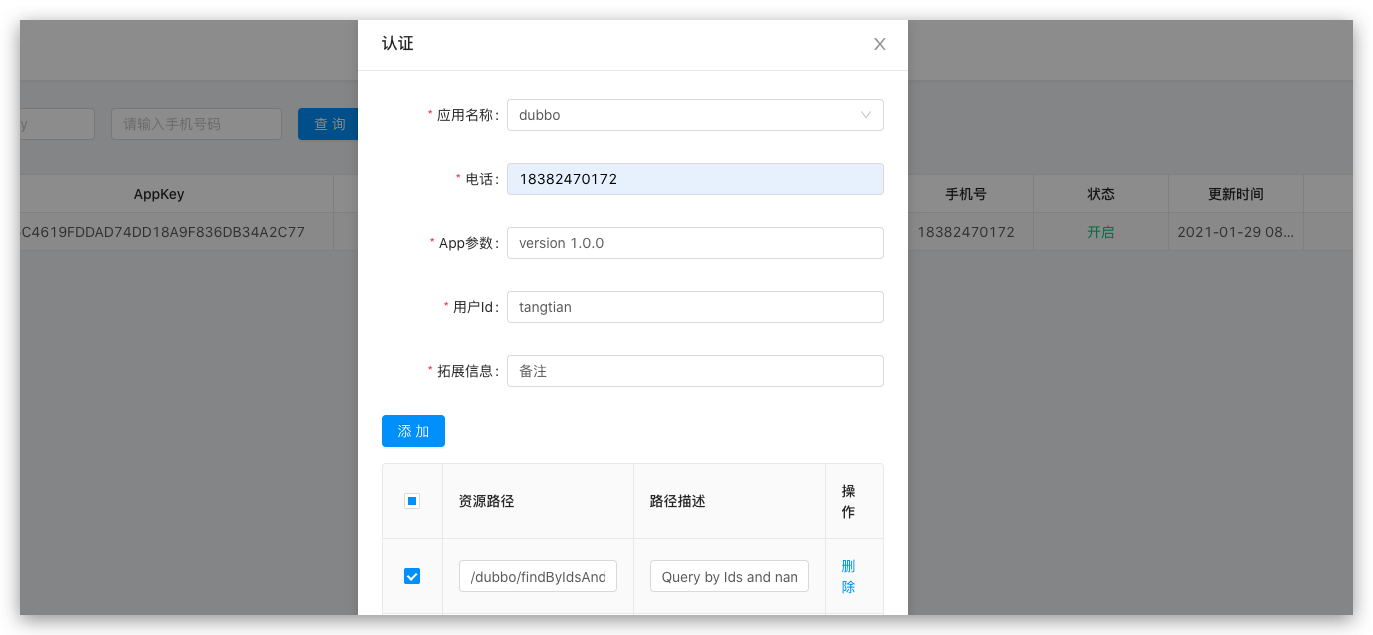 认证
* 应用名称:
dubbo
* 电话:
18382470172
* App参数:
version 1.0.0
* 用户Id:
tangtian
* 拓展信息:
备注
添 加
资源路径
路径描述
操
作
/dubbo/findByIdsAnd
Query by Ids and nam
删
除
y
请输入手机号码
查 询
AppKey
手机号
状态
更新时间
C4619FDDAD74DD18A9F836DB34A2C77
18382470172
开启
2021-01-29 08...